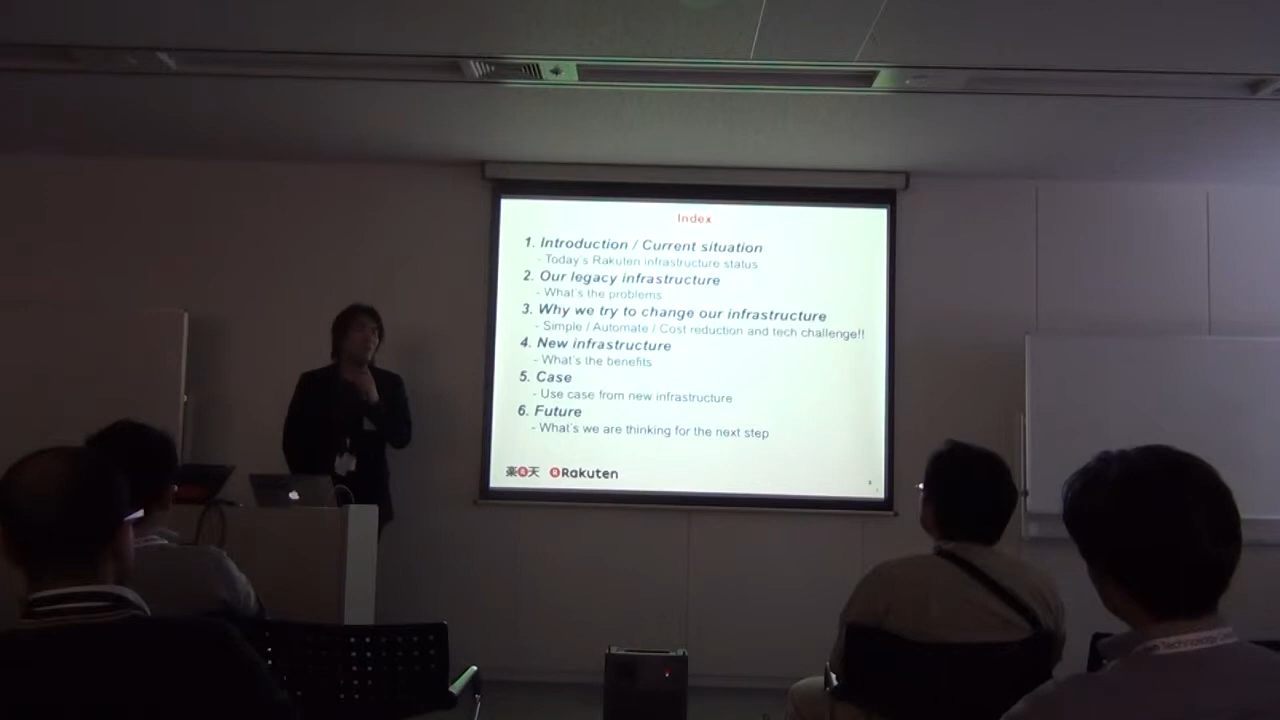 Index
1. Introduction / Current situation
- Today's Rakuten infrastructure status
2. Our legacy infrastructure
- What's the problems
3. Why we try to change our infrastructure
- Simple / Automate / Cost reduction and tech challenge!!
4. New infrastructure
- What's the benefits
5. Case
- Use case from new infrastructure
6. Future
- What's we are thinking for the next step
楽天 Rakuten
Technology